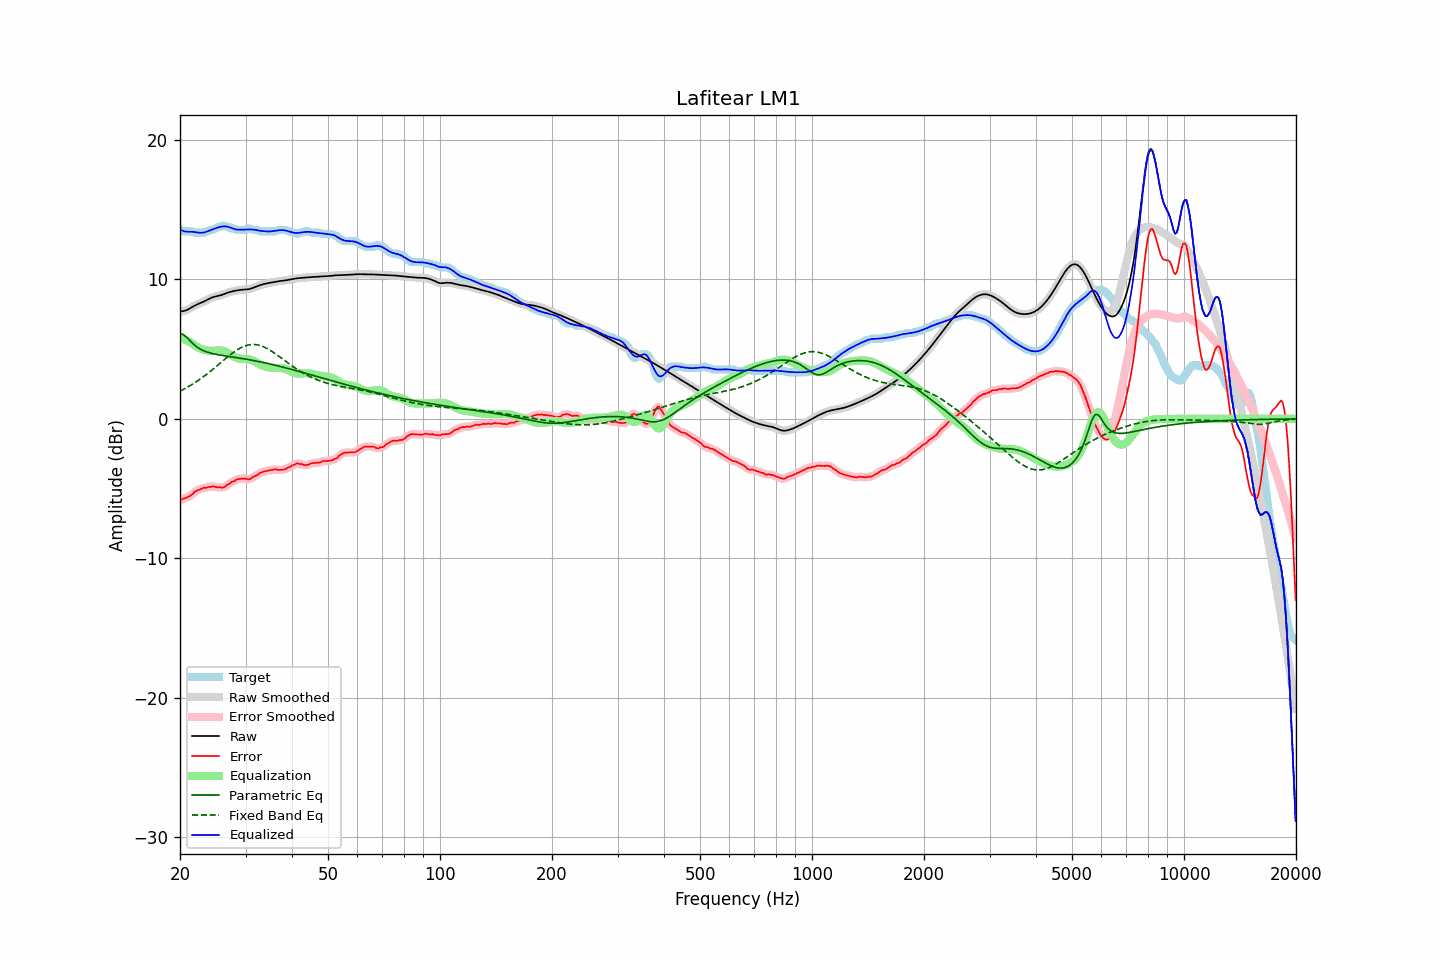 Lafitear LM1
Amplitude (dBr)
20
10
0
−10
−20
−30
Target
Raw Smoothed
Error Smoothed
Raw
Error
Equalization
Parametric Eq
Fixed Band Eq
Equalized
20 50 100 200 500 1000 2000 5000 10000 20000
Frequency (Hz)